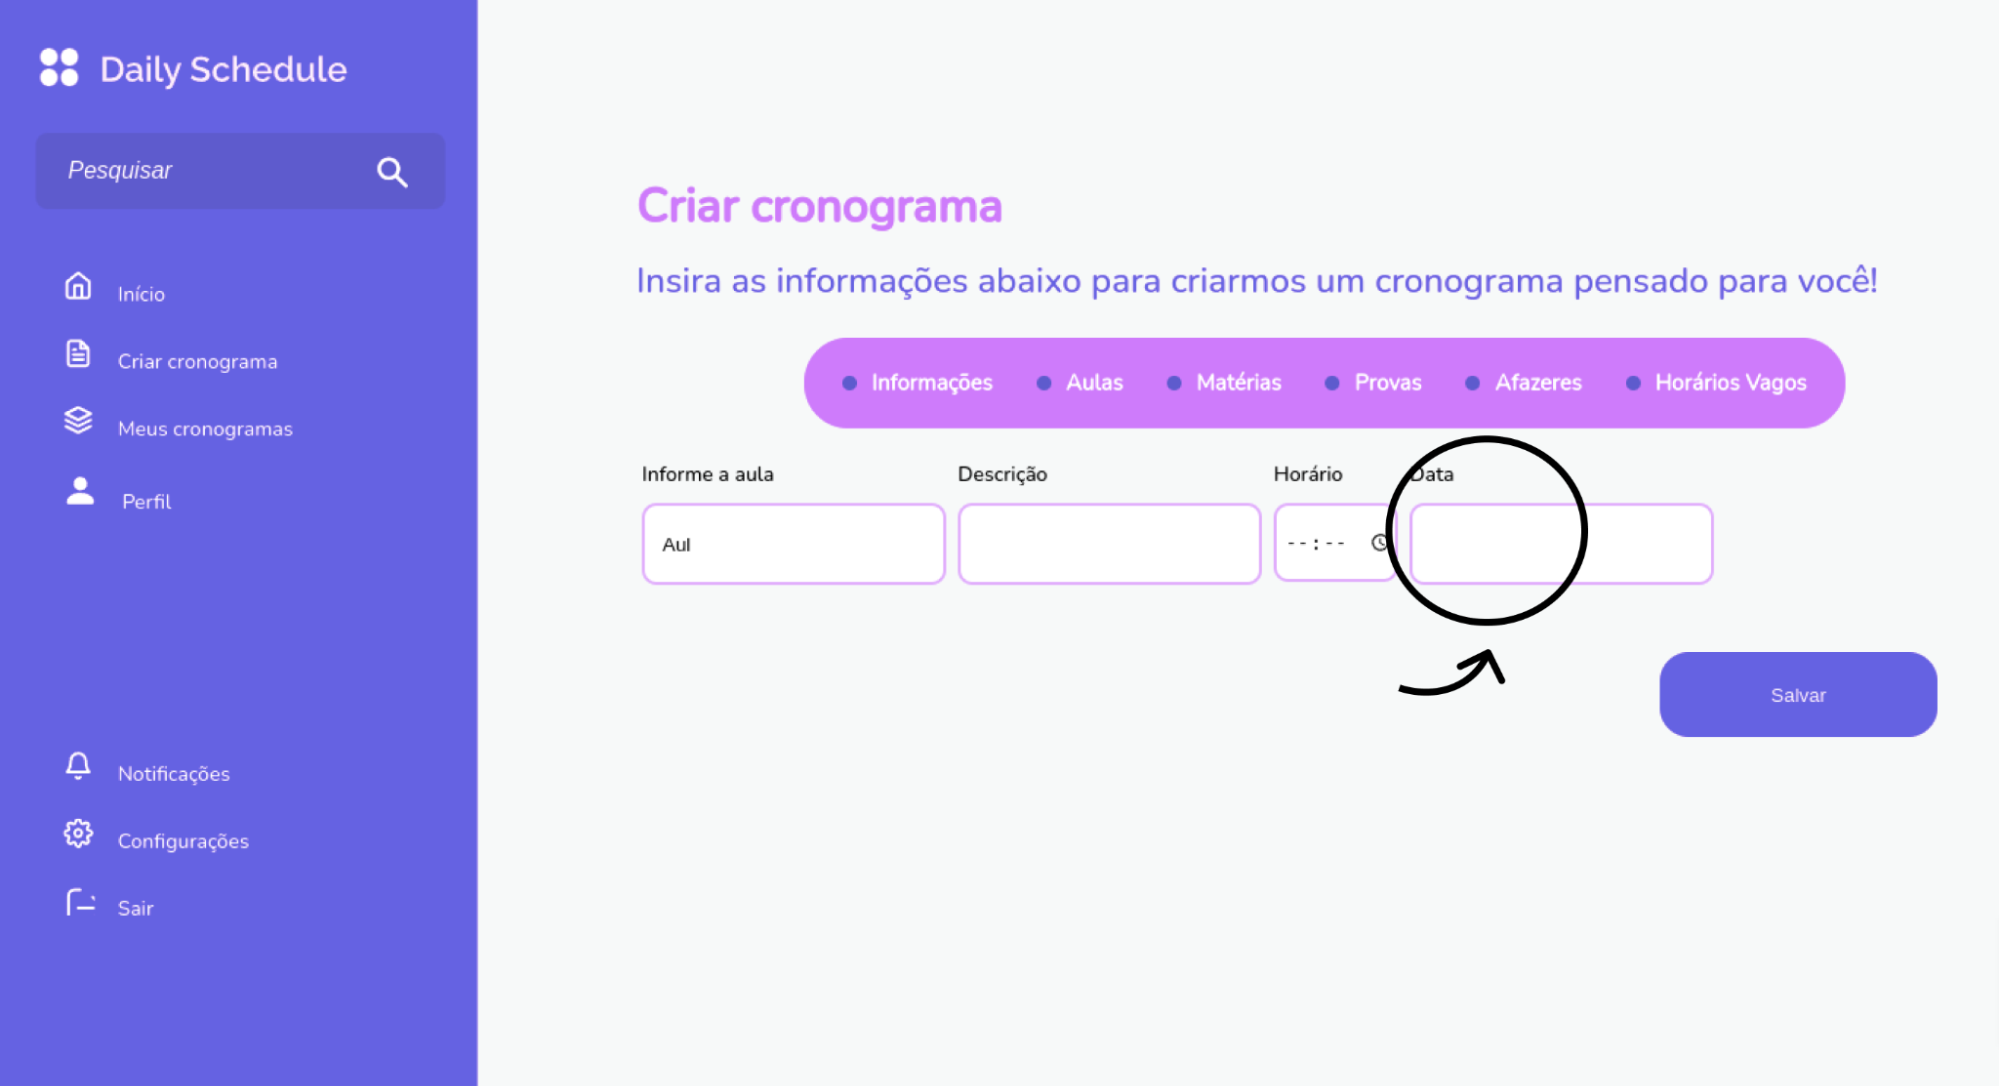 Daily Schedule
Pesquisar
Início
Criar cronograma
Meus cronogramas
Perfil
Notificações
Configurações
Sair
Criar cronograma
Insira as informações abaixo para criarmos um cronograma pensado para você!
Informações Aulas Matérias Provas Afazeres Horários Vagos
Informe a aula Descrição Horário Data
Aul --:--
Salvar